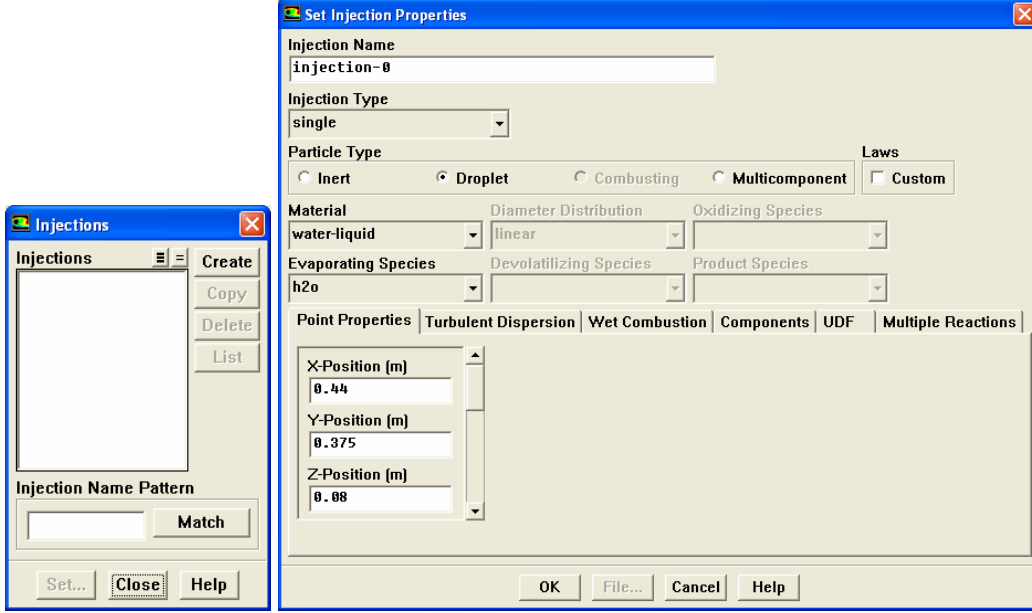 Injections
Injections
Create
Copy
Delete
List
Injection Name Pattern
Match
Set...
Close
Help
Set Injection Properties
Injection Name
injection-0
Injection Type
single
Particle Type
Laws
Inert
Droplet
Combusting
Multicomponent
Custom
Material
Diameter Distribution
Oxidizing Species
water-liquid
linear
Evaporating Species
Devolatilizing Species
Product Species
h2o
Point Properties
Turbulent Dispersion
Wet Combustion
Components
UDF
Multiple Reactions
X-Position (m)
0.44
Y-Position (m)
0.375
Z-Position (m)
0.08
OK
File...
Cancel
Help